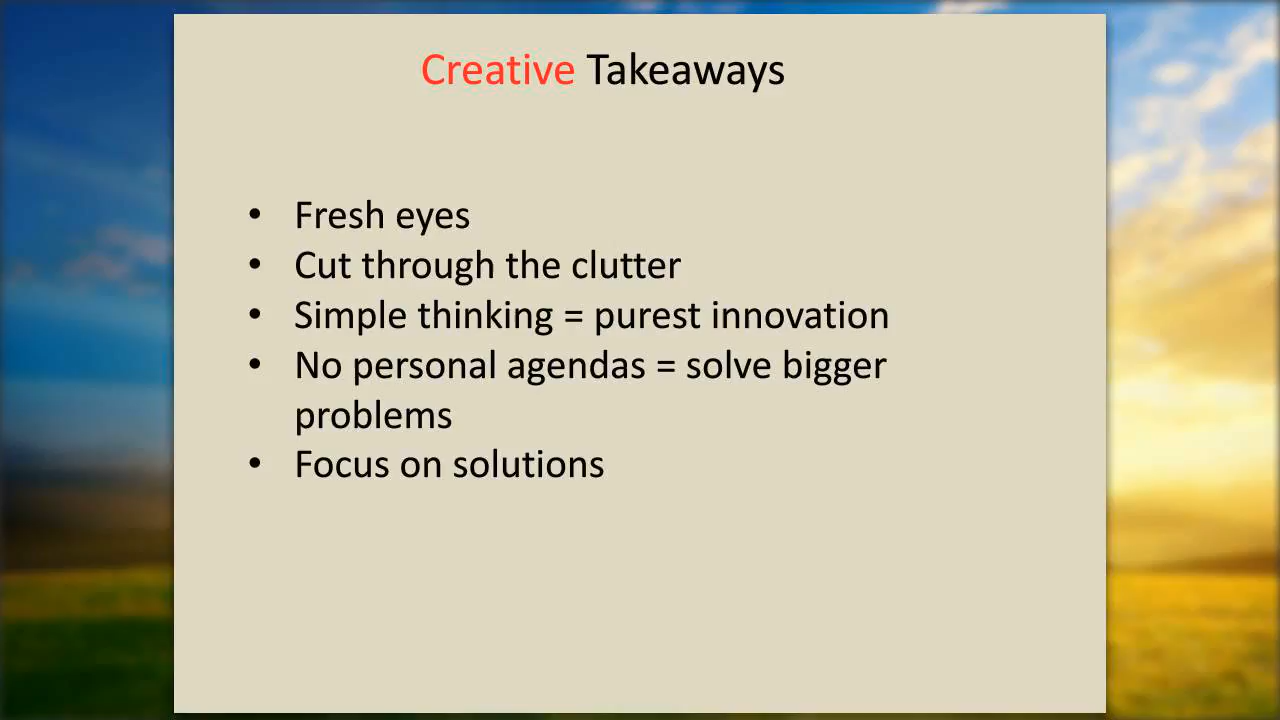 Creative Takeaways
• Fresh eyes
• Cut through the clutter
• Simple thinking = purest innovation
• No personal agendas = solve bigger
problems
• Focus on solutions